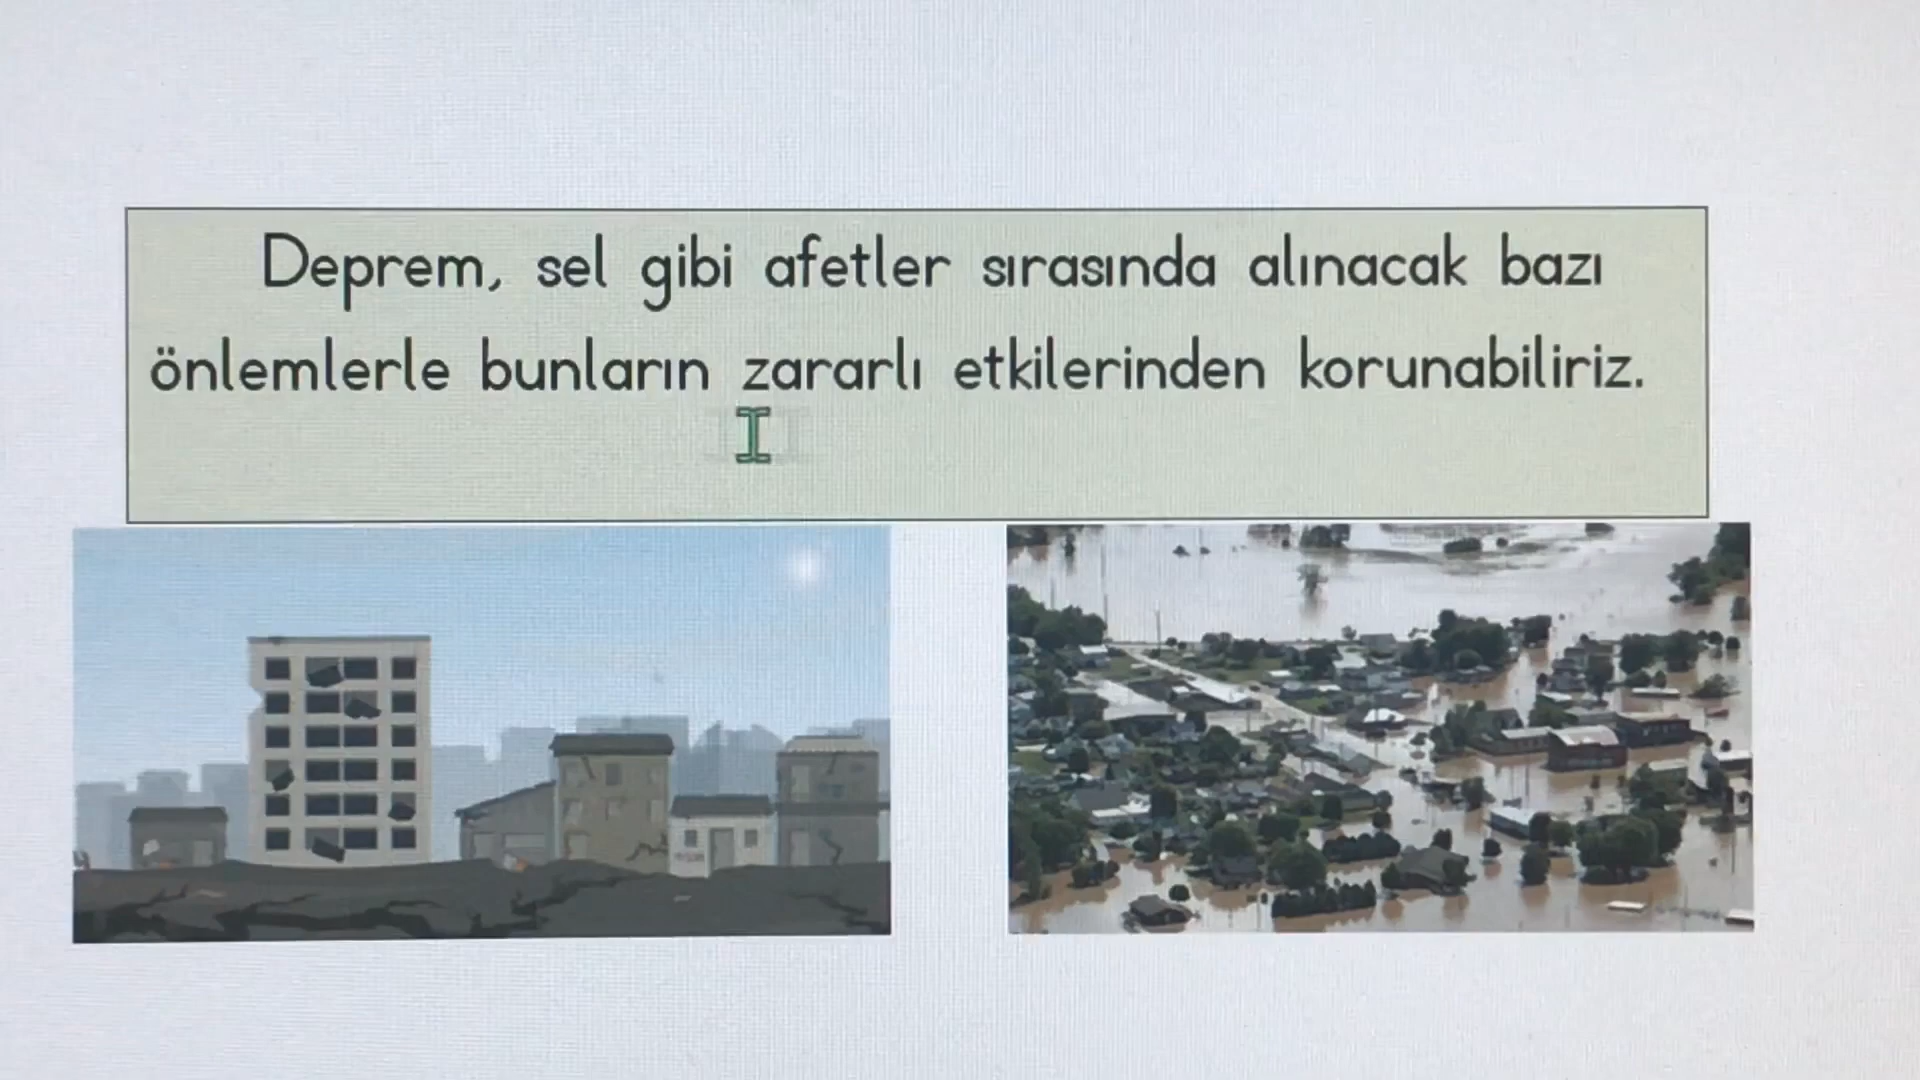 Deprem, sel gibi afetler sırasında alınacak bazı
önlemlerle bunların zararlı etkilerinden korunabiliriz.